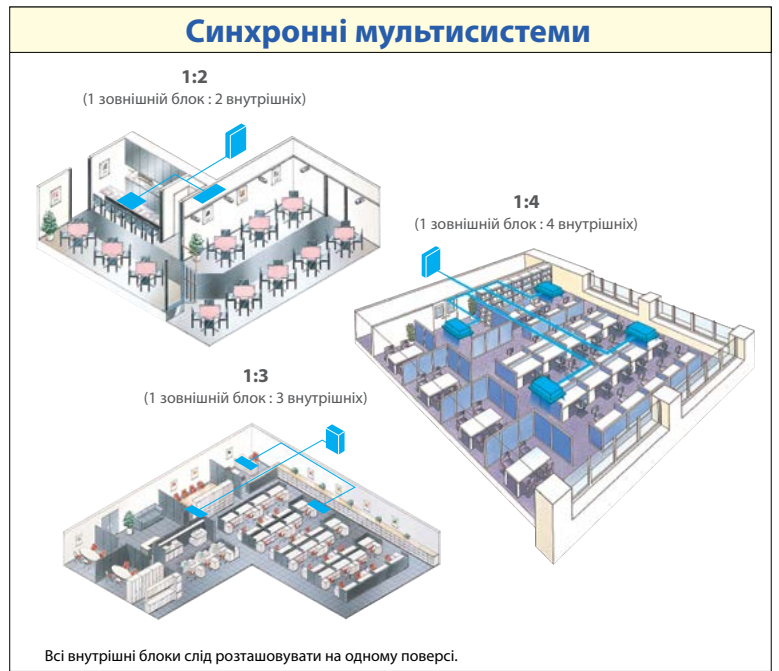 Синхронні мультисистеми
1:2
(1 зовнішній блок : 2 внутрішніх)
1:4
(1 зовнішній блок : 4 внутрішніх)
1:3
(1 зовнішній блок : 3 внутрішніх)
Всі внутрішні блоки слід розташовувати на одному поверсі.